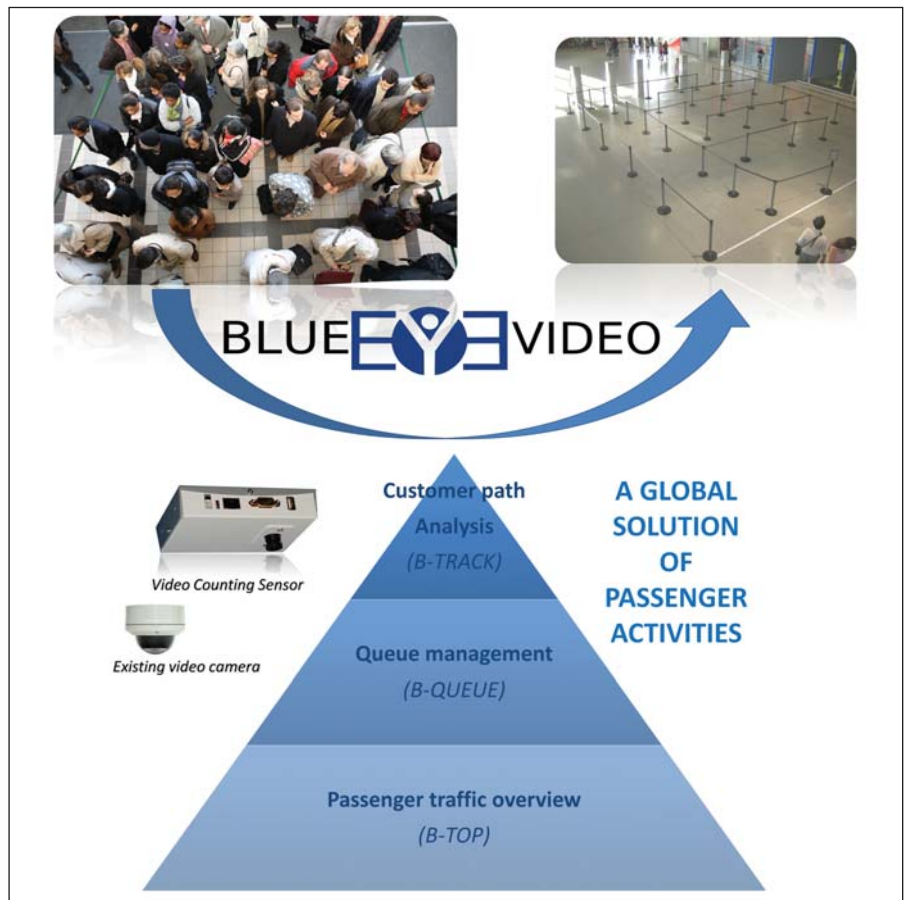 BLUE EYE VIDEO
Customer path
Analysis
(B-TRACK)
A GLOBAL
SOLUTION
OF
PASSENGER
ACTIVITIES
Video Counting Sensor
Existing video camera
Queue management
(B-QUEUE)
Passenger traffic overview
(B-TOP)